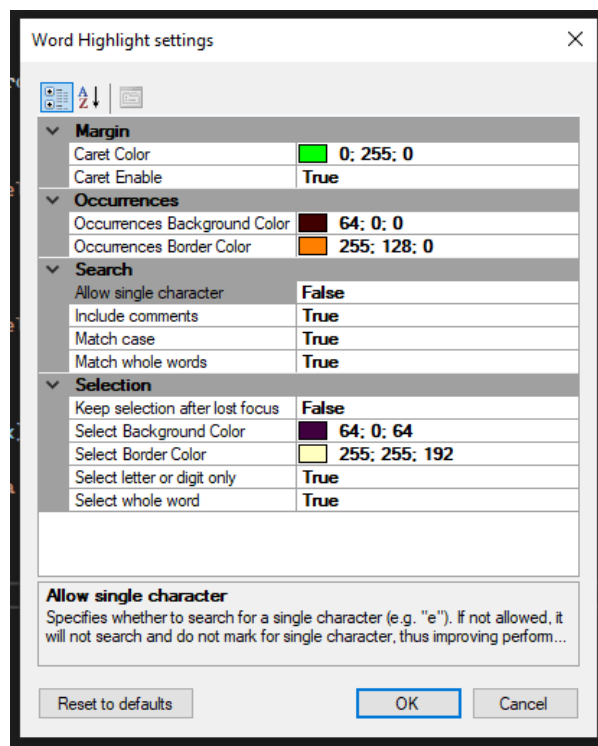 Word Highlight settings
Margin
Caret Color 0; 255; 0
Caret Enable True
Occurrences
Occurrences Background Color 64; 0; 0
Occurrences Border Color 255; 128; 0
Search
Allow single character False
Include comments True
Match case True
Match whole words True
Selection
Keep selection after lost focus False
Select Background Color 64; 0; 64
Select Border Color 255; 255; 192
Select letter or digit only True
Select whole word True
Allow single character
Specifies whether to search for a single character (e.g. "e"). If not allowed, it
will not search and do not mark for single character, thus improving perform...
Reset to defaults OK Cancel